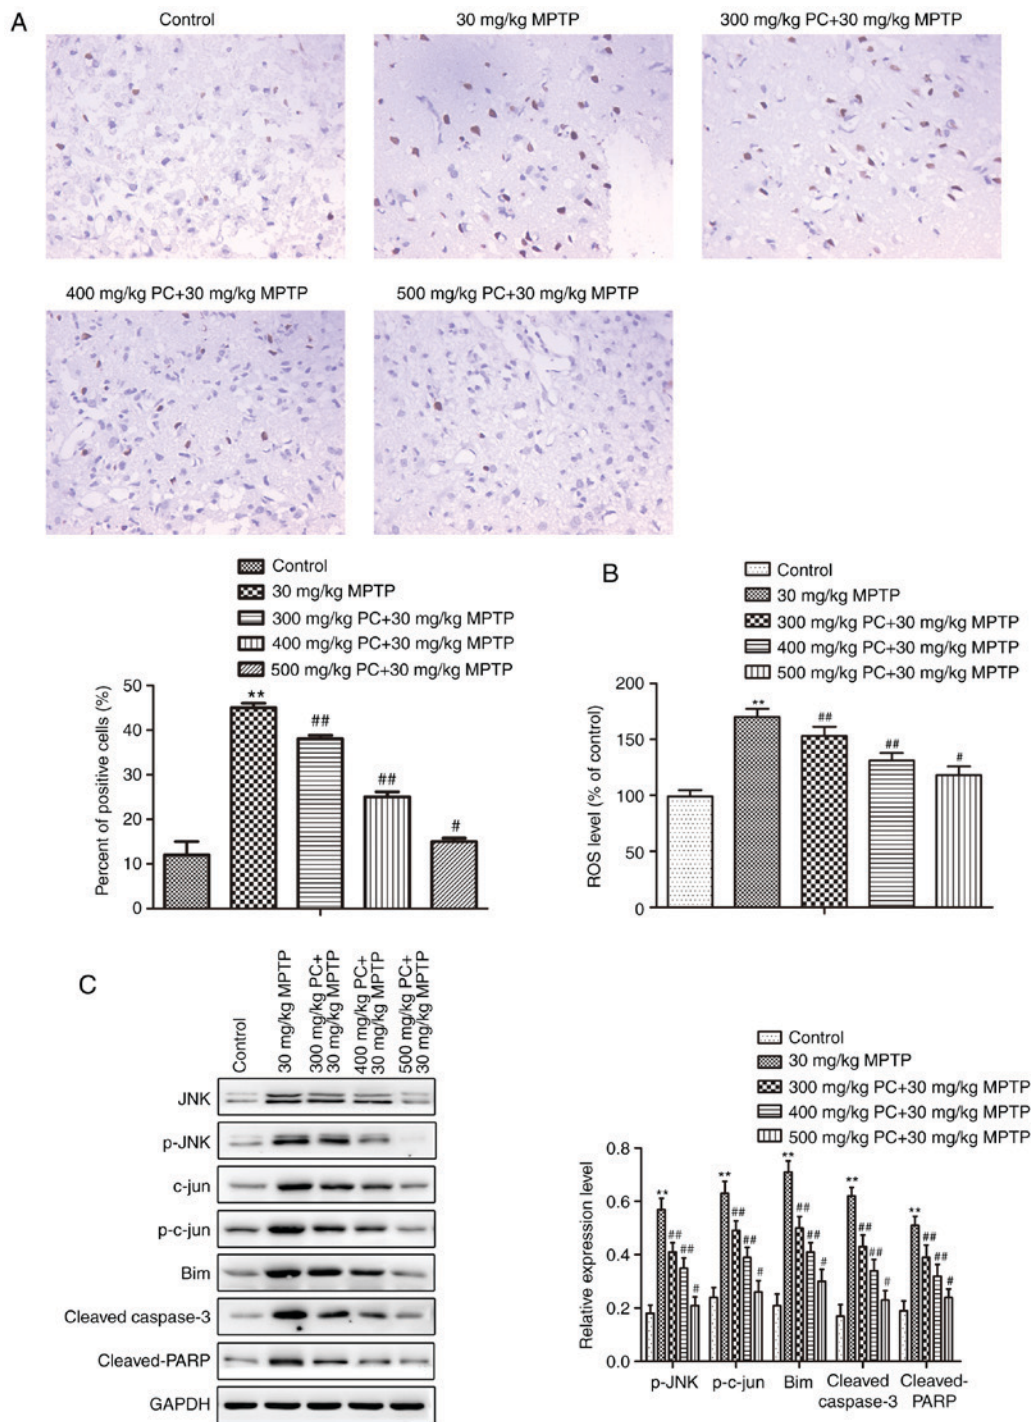 A
Control
30 mg/kg MPTP
300 mg/kg PC+30 mg/kg MPTP
400 mg/kg PC+30 mg/kg MPTP
500 mg/kg PC+30 mg/kg MPTP
Control
30 mg/kg MPTP
300 mg/kg PC+30 mg/kg MPTP
400 mg/kg PC+30 mg/kg MPTP
500 mg/kg PC+30 mg/kg MPTP
Percent of positive cells (%)
50
40
30
20
10
0
**
##
##
#
B
Control
30 mg/kg MPTP
300 mg/kg PC+30 mg/kg MPTP
400 mg/kg PC+30 mg/kg MPTP
500 mg/kg PC+30 mg/kg MPTP
ROS level (% of control)
200
150
100
50
0
**
##
##
#
C
Control
30 mg/kg MPTP
300 mg/kg PC+
30 mg/kg MPTP
400 mg/kg PC+
30 mg/kg MPTP
500 mg/kg PC+
30 mg/kg MPTP
JNK
p-JNK
c-jun
p-c-jun
Bim
Cleaved caspase-3
Cleaved-PARP
GAPDH
Control
30 mg/kg MPTP
300 mg/kg PC+30 mg/kg MPTP
400 mg/kg PC+30 mg/kg MPTP
500 mg/kg PC+30 mg/kg MPTP
Relative expression level
0.8
0.6
0.4
0.2
0.0
**
##
##
#
**
##
##
#
**
##
##
#
**
##
##
#
**
##
##
#
p-JNK
p-c-jun
Bim
Cleaved
caspase-3
Cleaved-
PARP